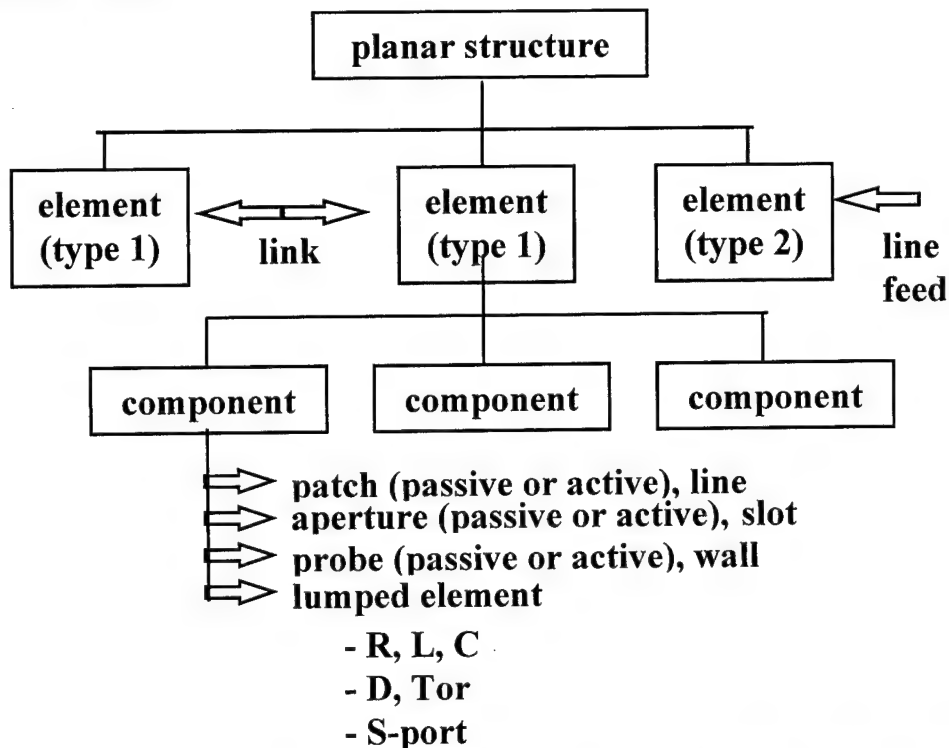 planar structure
element
(type 1)
link
element
(type 1)
element
(type 2)
line
feed
component
component
component
patch (passive or active), line
aperture (passive or active), slot
probe (passive or active), wall
lumped element
- R, L, C
- D, Tor
- S-port